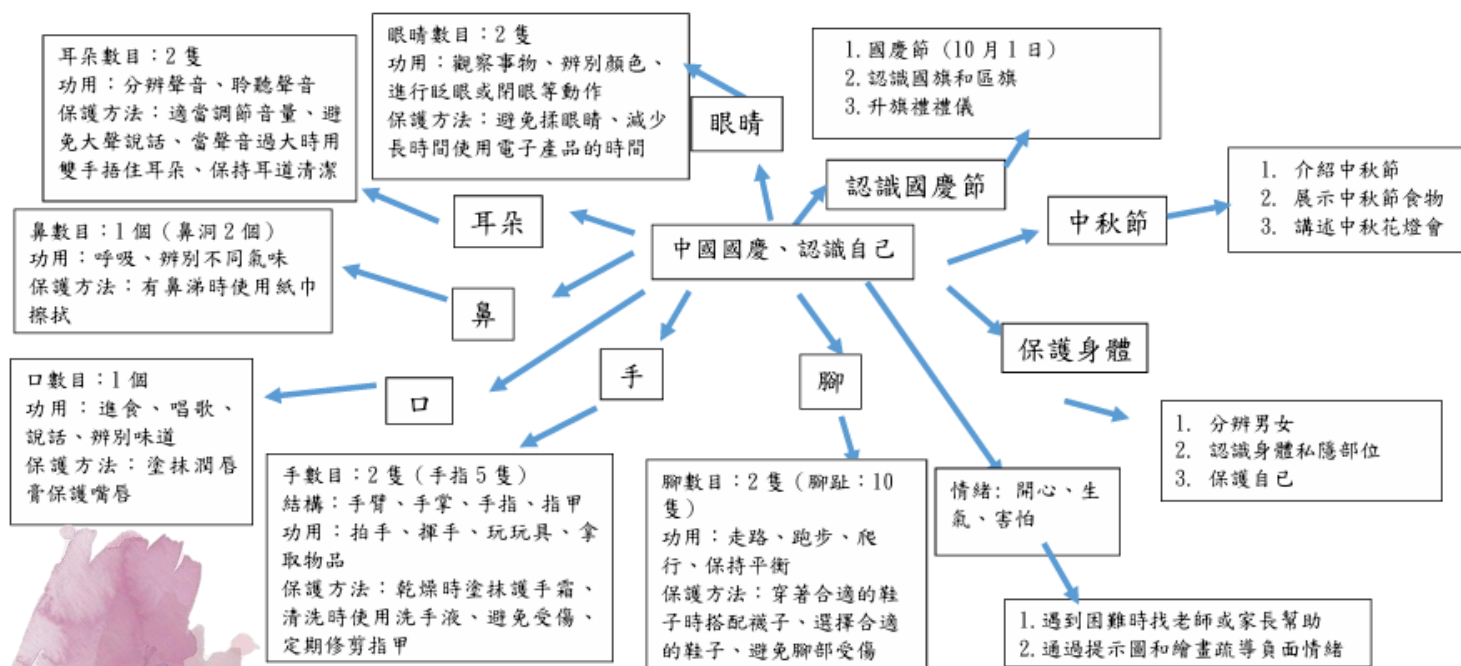 耳朵數目：2 隻
功用：分辨聲音、聆聽聲音
保護方法：適當調節音量、避
免大聲說話、當聲音過大時用
雙手捂住耳朵、保持耳道清潔
眼晴數目：2 隻
功用：觀察事物、辨別顏色、
進行眨眼或閉眼等動作
保護方法：避免揉眼晴、減少
長時間使用電子產品的時間
眼晴
1. 國慶節（10 月 1 日）
2. 認識國旗和區旗
3. 升旗禮禮儀
認識國慶節
1. 介紹中秋節
2. 展示中秋節食物
3. 講述中秋花燈會
中秋節
耳朵
中國國慶、認識自己
鼻數目：1 個（鼻洞 2 個）
功用：呼吸、辨別不同氣味
保護方法：有鼻涕時使用紙巾
擦拭
鼻
保護身體
手
腳
口
口數目：1 個
功用：進食、唱歌、
說話、辨別味道
保護方法：塗抹潤唇
膏保護嘴唇
手數目：2 隻（手指 5 隻）
結構：手臂、手掌、手指、指甲
功用：拍手、揮手、玩玩具、拿
取物品
保護方法：乾燥時塗抹護手霜、
清洗時使用洗手液、避免受傷、
定期修剪指甲
腳數目：2 隻（腳趾：10
隻）
功用：走路、跑步、爬
行、保持平衡
保護方法：穿著合適的鞋
子時搭配襪子、選擇合適
的鞋子、避免腳部受傷
情緒: 開心、生
氣、害怕
1. 分辨男女
2. 認識身體私隱部位
3. 保護自己
1. 遇到困難時找老師或家長幫助
2. 通過提示圖和繪畫疏導負面情緒